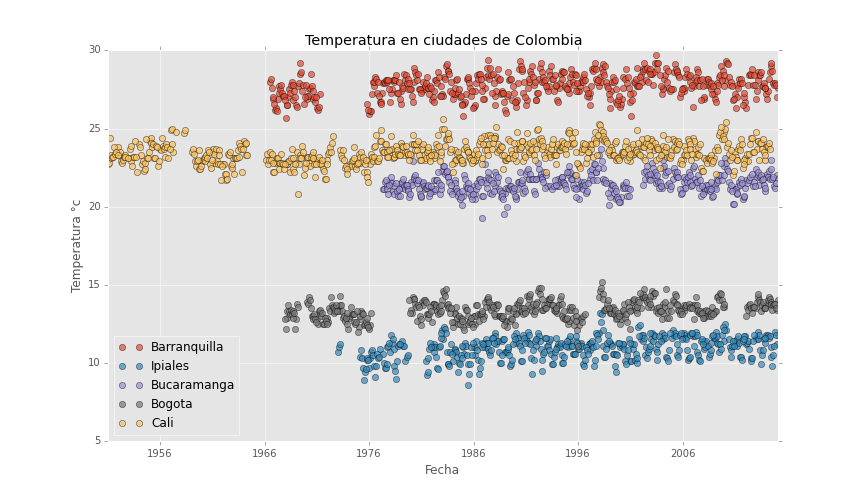 Temperatura en ciudades de Colombia
30
25
20
15
10
5
Temperatura °c
Barranquilla
Ipiales
Bucaramanga
Bogota
Cali
1956 1966 1976 1986 1996 2006
Fecha